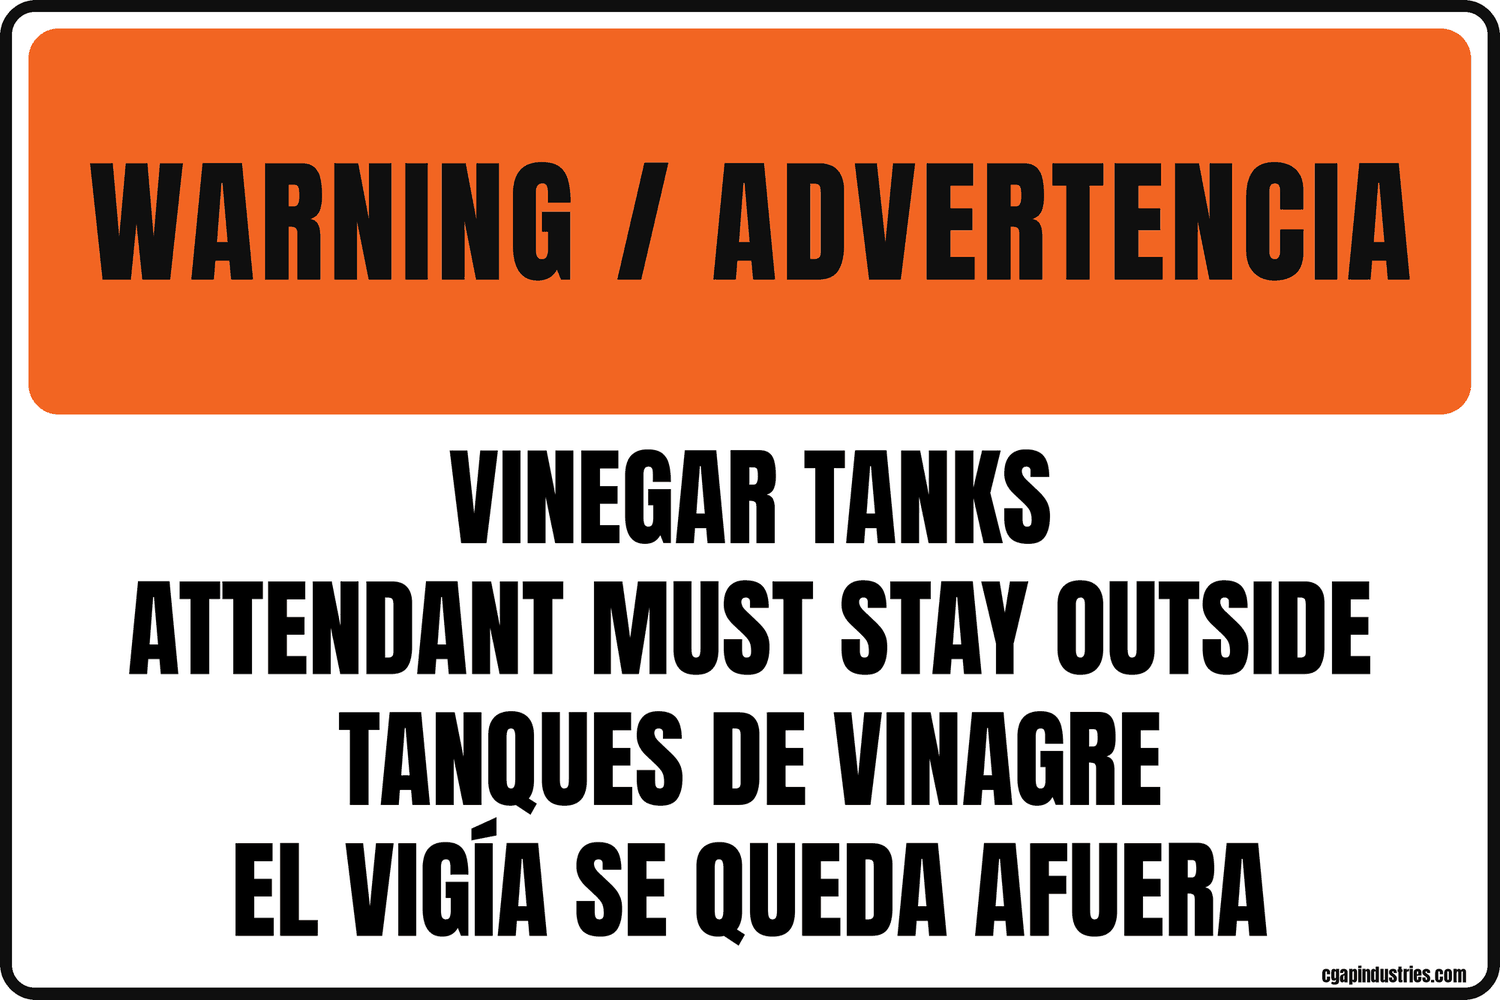 WARNING / ADVERTENCIA
VINEGAR TANKS
ATTENDANT MUST STAY OUTSIDE
TANQUES DE VINAGRE
EL VIGÍA SE QUEDA AFUERA
cgapindustries.com